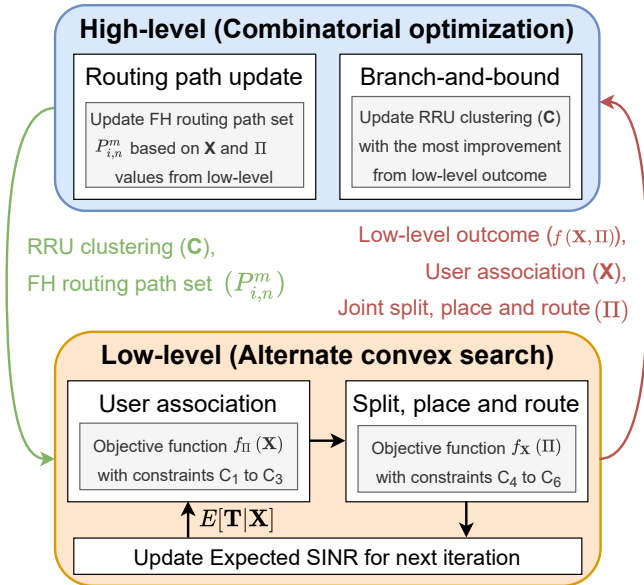 High-level (Combinatorial optimization)
Routing path update
Update FH routing path set
P^m_{i,n} based on X and Π
values from low-level
Branch-and-bound
Update RRU clustering (C)
with the most improvement
from low-level outcome
RRU clustering (C),
FH routing path set (P^m_{i,n})
Low-level outcome (f (X, Π)),
User association (X),
Joint split, place and route (Π)
Low-level (Alternate convex search)
User association
Objective function f_Π (X)
with constraints C₁ to C₃
Split, place and route
Objective function f_X (Π)
with constraints C₄ to C₆
E[T|X]
Update Expected SINR for next iteration